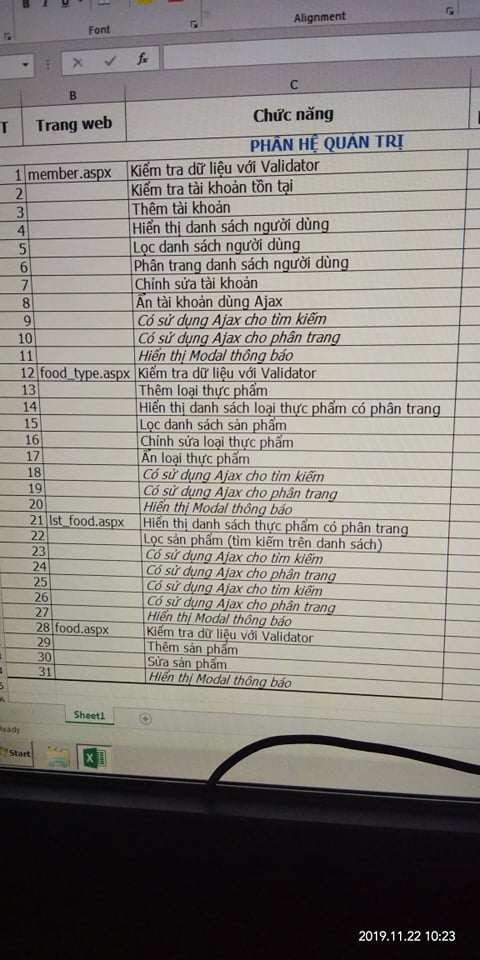 B I U
Font
Alignment
fx
B C
T Trang web Chức năng
PHÂN HỆ QUẢN TRỊ
1 member.aspx Kiểm tra dữ liệu với Validator
2 Kiểm tra tài khoản tồn tại
3 Thêm tài khoản
4 Hiển thị danh sách người dùng
5 Lọc danh sách người dùng
6 Phân trang danh sách người dùng
7 Chỉnh sửa tài khoản
8 Ẩn tài khoản dùng Ajax
9 Có sử dụng Ajax cho tìm kiếm
10 Có sử dụng Ajax cho phân trang
11 Hiển thị Modal thông báo
12 food_type.aspx Kiểm tra dữ liệu với Validator
13 Thêm loại thực phẩm
14 Hiển thị danh sách loại thực phẩm có phân trang
15 Lọc danh sách sản phẩm
16 Chỉnh sửa loại thực phẩm
17 Ẩn loại thực phẩm
18 Có sử dụng Ajax cho tìm kiếm
19 Có sử dụng Ajax cho phân trang
20 Hiển thị Modal thông báo
21 lst_food.aspx Hiển thị danh sách thực phẩm có phân trang
22 Lọc sản phẩm (tìm kiếm trên danh sách)
23 Có sử dụng Ajax cho tìm kiếm
24 Có sử dụng Ajax cho phân trang
25 Có sử dụng Ajax cho tìm kiếm
26 Có sử dụng Ajax cho phân trang
27 Hiển thị Modal thông báo
28 food.aspx Kiểm tra dữ liệu với Validator
29 Thêm sản phẩm
30 Sửa sản phẩm
31 Hiển thị Modal thông báo
Sheet1
Ready
Start
2019.11.22 10:23